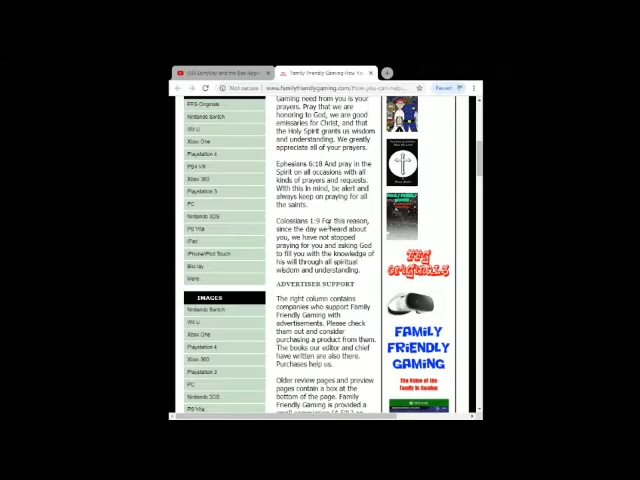 Family Friendly Gaming How Yo
Not secure
www.familyfriendlygaming.com/How-you-can-help
Paused
FFG Originals
Nintendo Switch
Wii U
Xbox One
Playstation 4
PS4 VR
Xbox 360
Playstation 3
PC
Nintendo 3DS
PS Vita
iPad
iPhone/iPod Touch
Blu-ray
More
IMAGES
Nintendo Switch
Wii U
Xbox One
Playstation 4
Xbox 360
Playstation 3
PC
Nintendo 3DS
PS Vita
Gaming need from you is your
prayers. Pray that we are
honoring to God, we are good
emissaries for Christ, and that
the Holy Spirit grants us wisdom
and understanding. We greatly
appreciate all of your prayers.
Ephesians 6:18 And pray in the
Spirit on all occasions with all
kinds of prayers and requests.
With this in mind, be alert and
always keep on praying for all
the saints.
Colossians 1:9 For this reason,
since the day we heard about
you, we have not stopped
praying for you and asking God
to fill you with the knowledge of
his will through all spiritual
wisdom and understanding.
ADVERTISER SUPPORT
The right column contains
companies who support Family
Friendly Gaming with
advertisements. Please check
them out and consider
purchasing a product from them.
The books our editor and chief
have written are also there.
Purchases help us.
Older review pages and preview
pages contain a box at the
bottom of the page. Family
Friendly Gaming is provided a
small commission
FFG
ORIGINALS
FAMILY
FRIENDLY
GAMING
The Voice of the
Family in Gaming